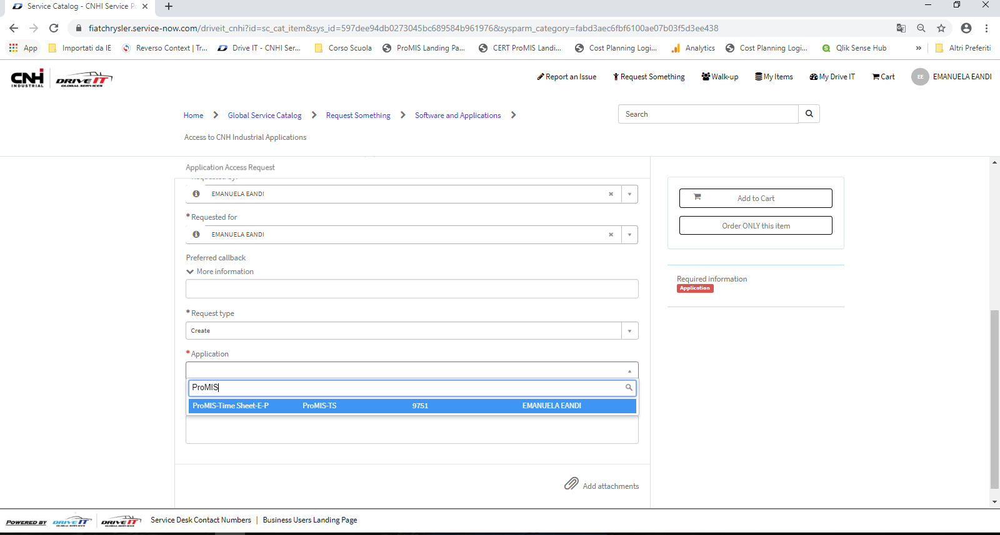 Service Catalog - CNHI Service Po
fiatchrysler.service-now.com/driveit_cnhi?id=sc_cat_item&sys_id=597dee94db0273045bc689584b961976&sysparm_category=fabd3aec6fbf6100ae07b03f5d3ee438
App Importati da IE Reverso Context | Tr... Drive IT - CNHI Ser... Corso Scuola ProMIS Landing Pa... CERT ProMIS Landi... Cost Planning Logi... Analytics Cost Planning Logi... Qlik Sense Hub » Altri Preferiti
CNH INDUSTRIAL DRIVE IT GLOBAL SERVICES
Report an Issue Request Something Walk-up My Items My Drive IT Cart EE EMANUELA EANDI
Home Global Service Catalog Request Something Software and Applications
Search
Access to CNH Industrial Applications
Application Access Request
Requested by:
EMANUELA EANDI
* Requested for
EMANUELA EANDI
Preferred callback
More information
* Request type
Create
* Application
ProMIS
ProMIS-Time Sheet-E-P ProMIS-TS 9751 EMANUELA EANDI
Add attachments
Add to Cart
Order ONLY this item
Required information
Application
POWERED BY DRIVE IT GLOBAL SERVICES DRIVE IT GLOBAL SERVICES Service Desk Contact Numbers | Business Users Landing Page